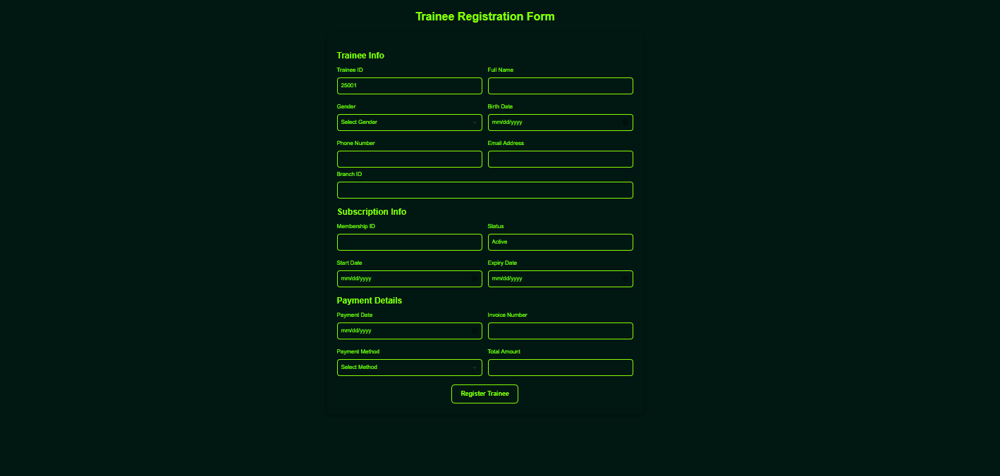 Trainee Registration Form
Trainee Info
Trainee ID Full Name
25001
Gender Birth Date
Select Gender mm/dd/yyyy
Phone Number Email Address
Branch ID
Subscription Info
Membership ID Status
Active
Start Date Expiry Date
mm/dd/yyyy mm/dd/yyyy
Payment Details
Payment Date Invoice Number
mm/dd/yyyy
Payment Method Total Amount
Select Method
Register Trainee